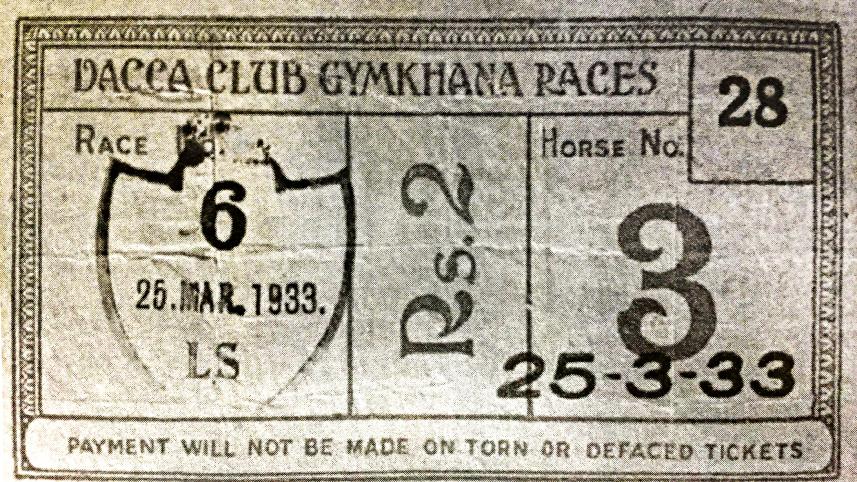 DACCA CLUB GYMKHANA RACES
28
RACE No.
6
25.MAR.1933.
LS
Rs.2
HORSE No.
3
25-3-33
PAYMENT WILL NOT BE MADE ON TORN OR DEFACED TICKETS